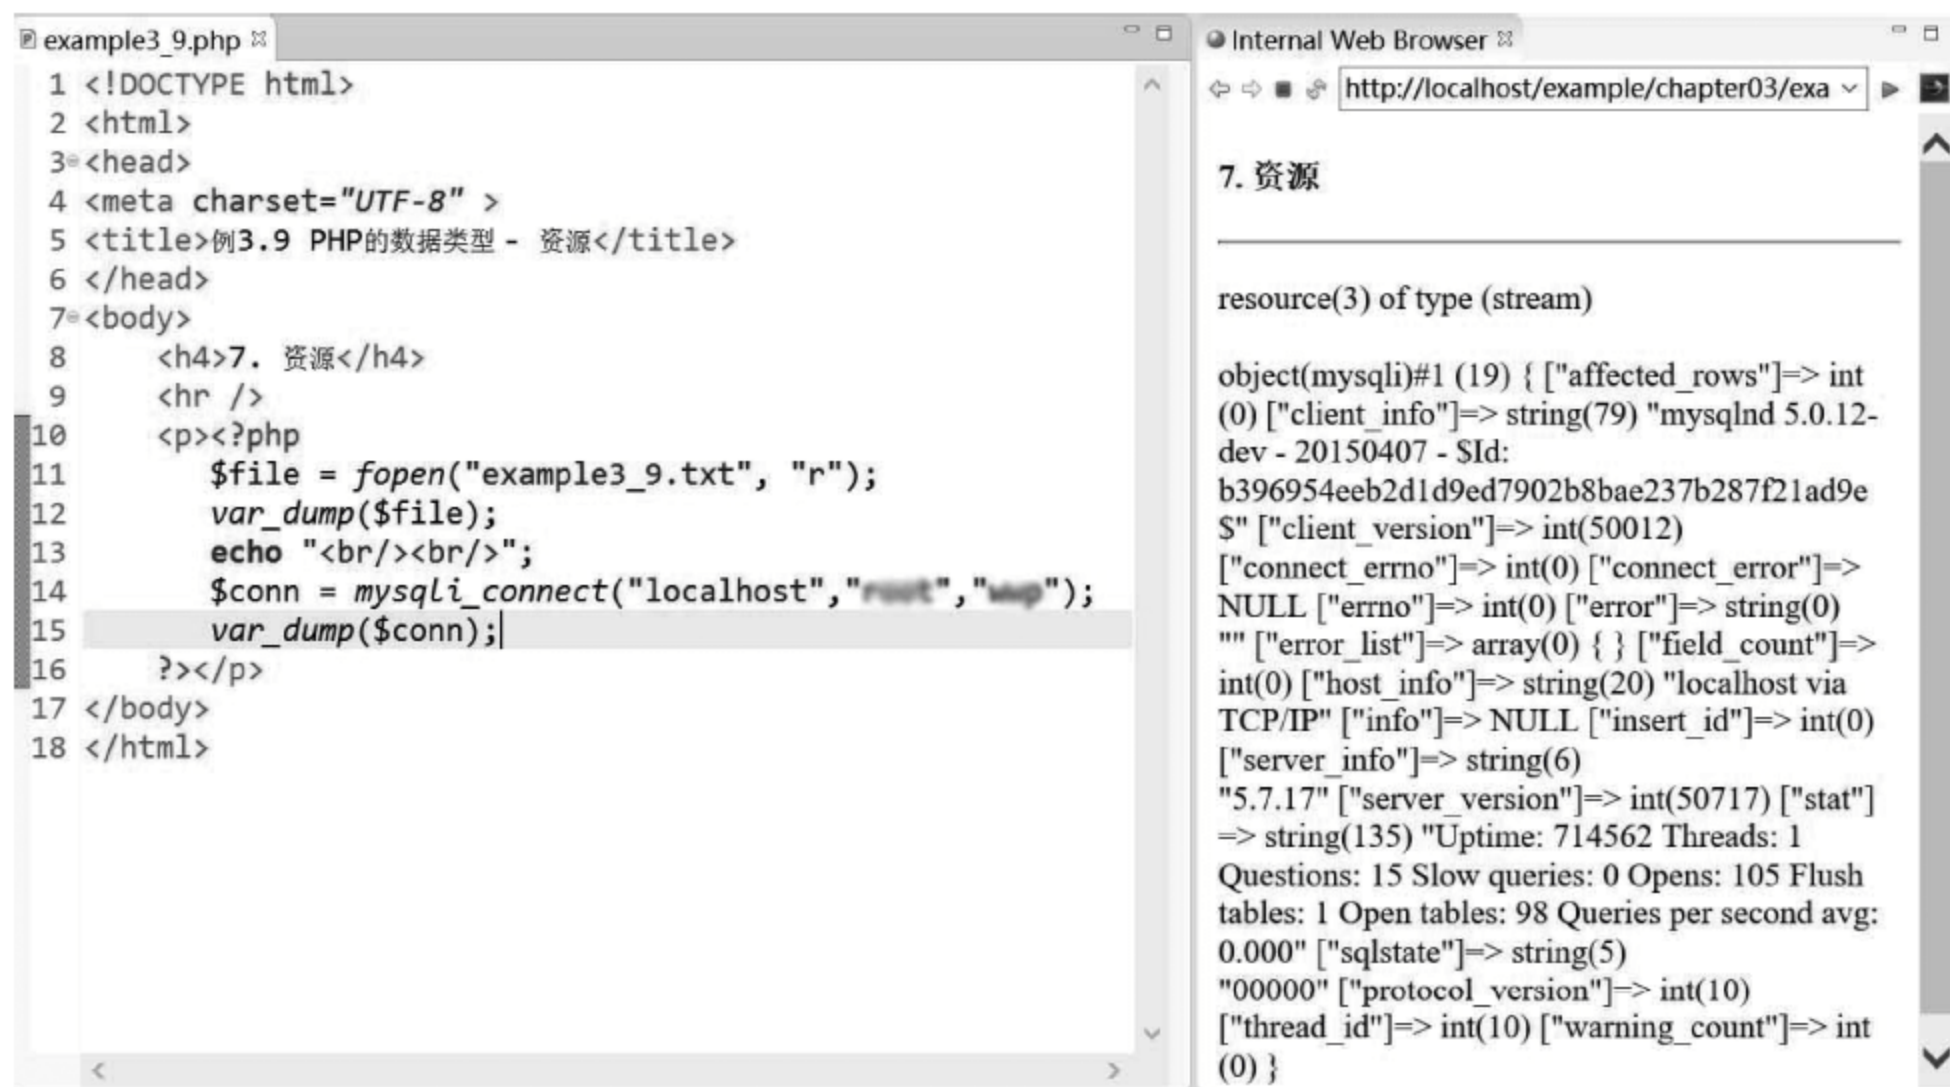 example3_9.php
1 <!DOCTYPE html>
2 <html>
3 <head>
4 <meta charset="UTF-8" >
5 <title>例3.9 PHP的数据类型 - 资源</title>
6 </head>
7 <body>
8 <h4>7. 资源</h4>
9 <hr />
10 <p><?php
11 $file = fopen("example3_9.txt", "r");
12 var_dump($file);
13 echo "<br/><br/>";
14 $conn = mysqli_connect("localhost","","");
15 var_dump($conn);
16 ?></p>
17 </body>
18 </html>
Internal Web Browser
http://localhost/example/chapter03/exa
7. 资源
resource(3) of type (stream)
object(mysqli)#1 (19) { ["affected_rows"]=> int
(0) ["client_info"]=> string(79) "mysqlnd 5.0.12-
dev - 20150407 - $Id:
b396954eeb2d1d9ed7902b8bae237b287f21ad9e
$" ["client_version"]=> int(50012)
["connect_errno"]=> int(0) ["connect_error"]=>
NULL ["errno"]=> int(0) ["error"]=> string(0)
"" ["error_list"]=> array(0) { } ["field_count"]=>
int(0) ["host_info"]=> string(20) "localhost via
TCP/IP" ["info"]=> NULL ["insert_id"]=> int(0)
["server_info"]=> string(6)
"5.7.17" ["server_version"]=> int(50717) ["stat"]
=> string(135) "Uptime: 714562 Threads: 1
Questions: 15 Slow queries: 0 Opens: 105 Flush
tables: 1 Open tables: 98 Queries per second avg:
0.000" ["sqlstate"]=> string(5)
"00000" ["protocol_version"]=> int(10)
["thread_id"]=> int(10) ["warning_count"]=> int
(0) }